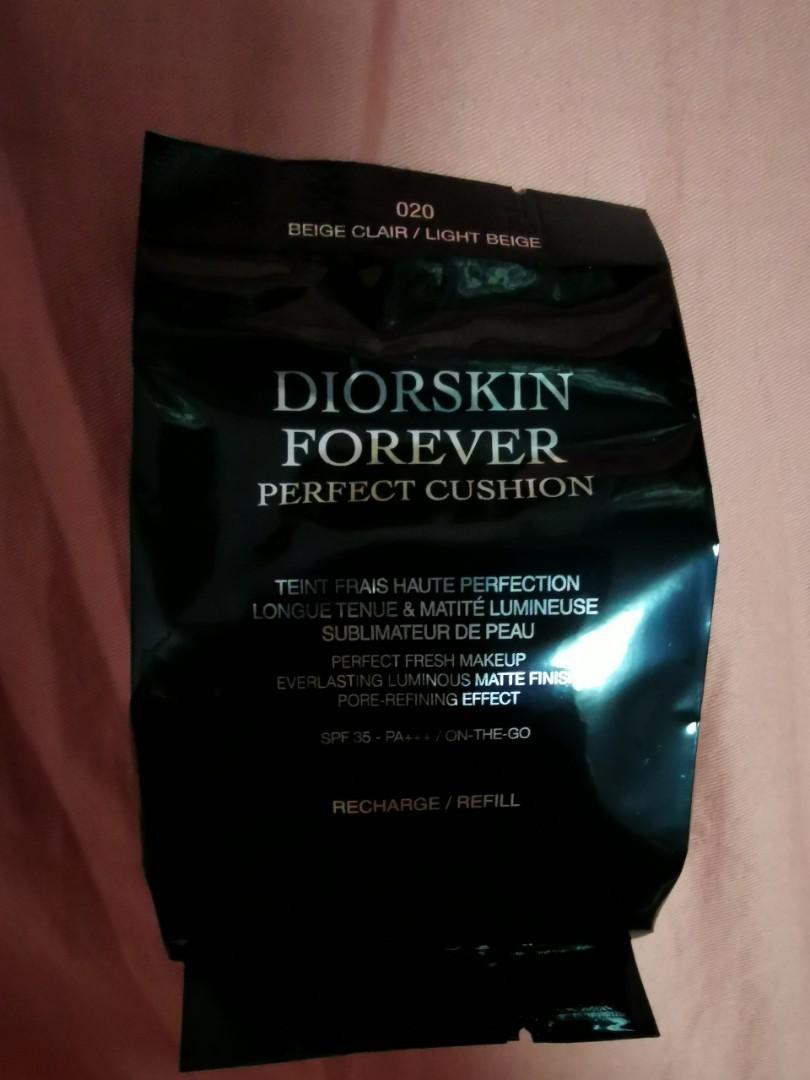 020
BEIGE CLAIR / LIGHT BEIGE
DIORSKIN
FOREVER
PERFECT CUSHION
TEINT FRAIS HAUTE PERFECTION
LONGUE TENUE & MATITÉ LUMINEUSE
SUBLIMATEUR DE PEAU
PERFECT FRESH MAKEUP
EVERLASTING LUMINOUS MATTE FINISH
PORE-REFINING EFFECT
SPF 35 - PA+++ / ON-THE-GO
RECHARGE / REFILL